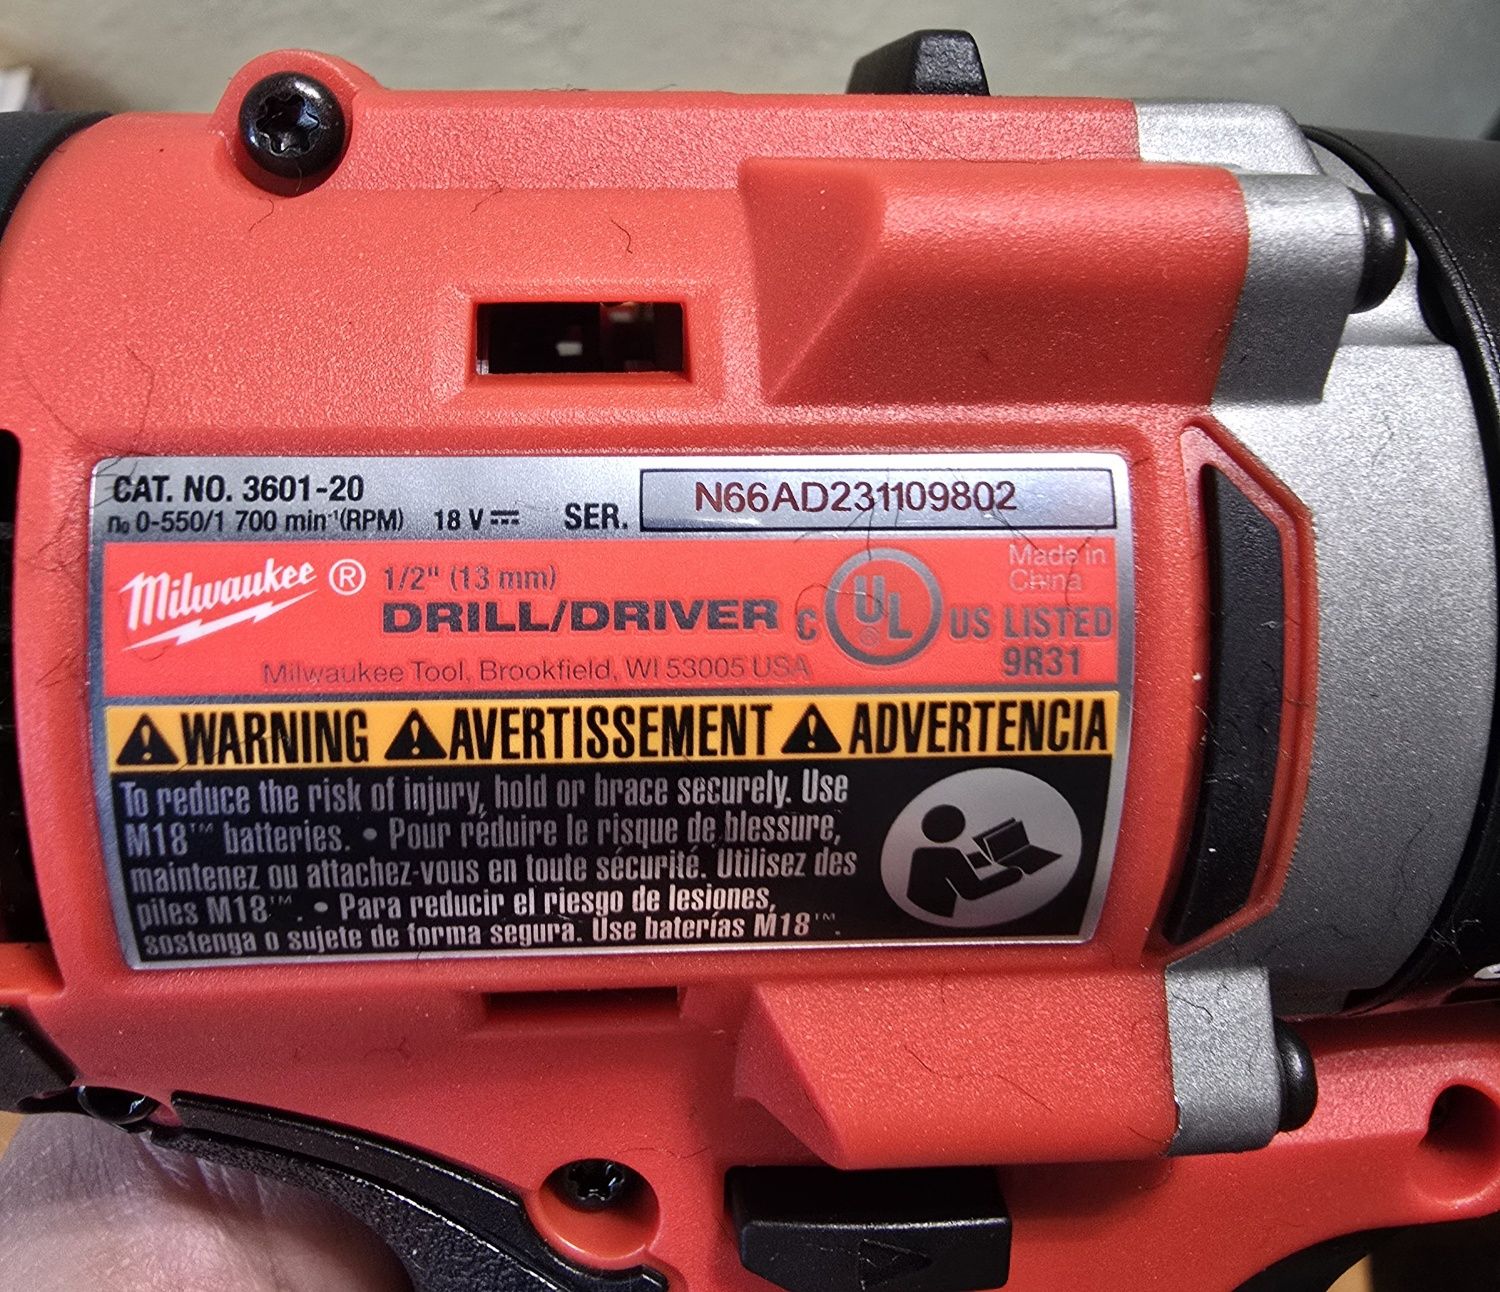 CAT. NO. 3601-20
n₀ 0-550/1 700 min⁻¹(RPM) 18 V ⎓ SER. N66AD231109802
Milwaukee ® 1/2" (13 mm)
DRILL/DRIVER
Milwaukee Tool, Brookfield, WI 53005 USA
C UL ® US LISTED
9R31
Made in
China
⚠WARNING ⚠AVERTISSEMENT ⚠ADVERTENCIA
To reduce the risk of injury, hold or brace securely. Use
M18™ batteries. • Pour réduire le risque de blessure,
maintenez ou attachez-vous en toute sécurité. Utilisez des
piles M18™. • Para reducir el riesgo de lesiones,
sostenga o sujete de forma segura. Use baterías M18™.